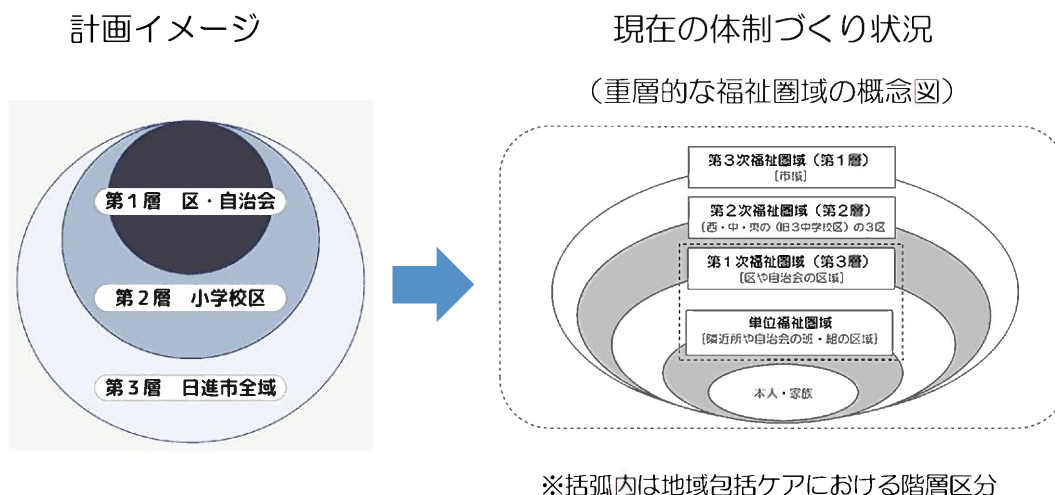 計画イメージ
現在の体制づくり状況
（重層的な福祉圏域の概念図）
第1層　区・自治会
第2層　小学校区
第3層　日進市全域
第3次福祉圏域（第1層）
[市域]
第2次福祉圏域（第2層）
[西・中・東の（旧3中学校区）の3区]
第1次福祉圏域（第3層）
[区や自治会の区域]
単位福祉圏域
[隣近所や自治会の班・組の区域]
本人・家族
※括弧内は地域包括ケアにおける階層区分